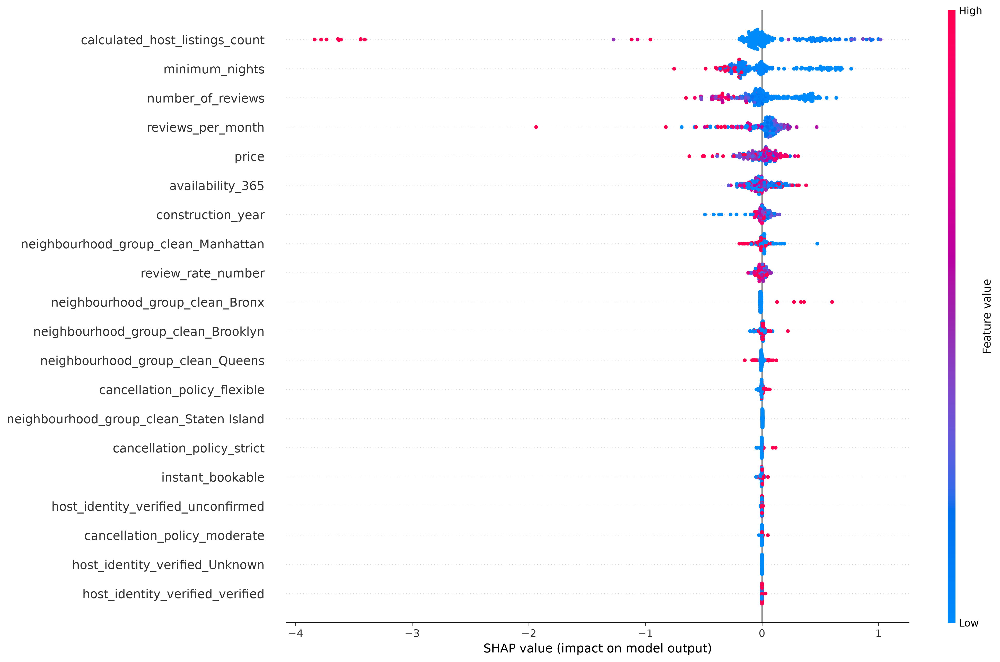 High
calculated_host_listings_count
minimum_nights
number_of_reviews
reviews_per_month
price
availability_365
construction_year
neighbourhood_group_clean_Manhattan
review_rate_number
neighbourhood_group_clean_Bronx
neighbourhood_group_clean_Brooklyn
neighbourhood_group_clean_Queens
cancellation_policy_flexible
neighbourhood_group_clean_Staten Island
cancellation_policy_strict
instant_bookable
host_identity_verified_unconfirmed
cancellation_policy_moderate
host_identity_verified_Unknown
host_identity_verified_verified
Feature value
Low
−4 −3 −2 −1 0 1
SHAP value (impact on model output)